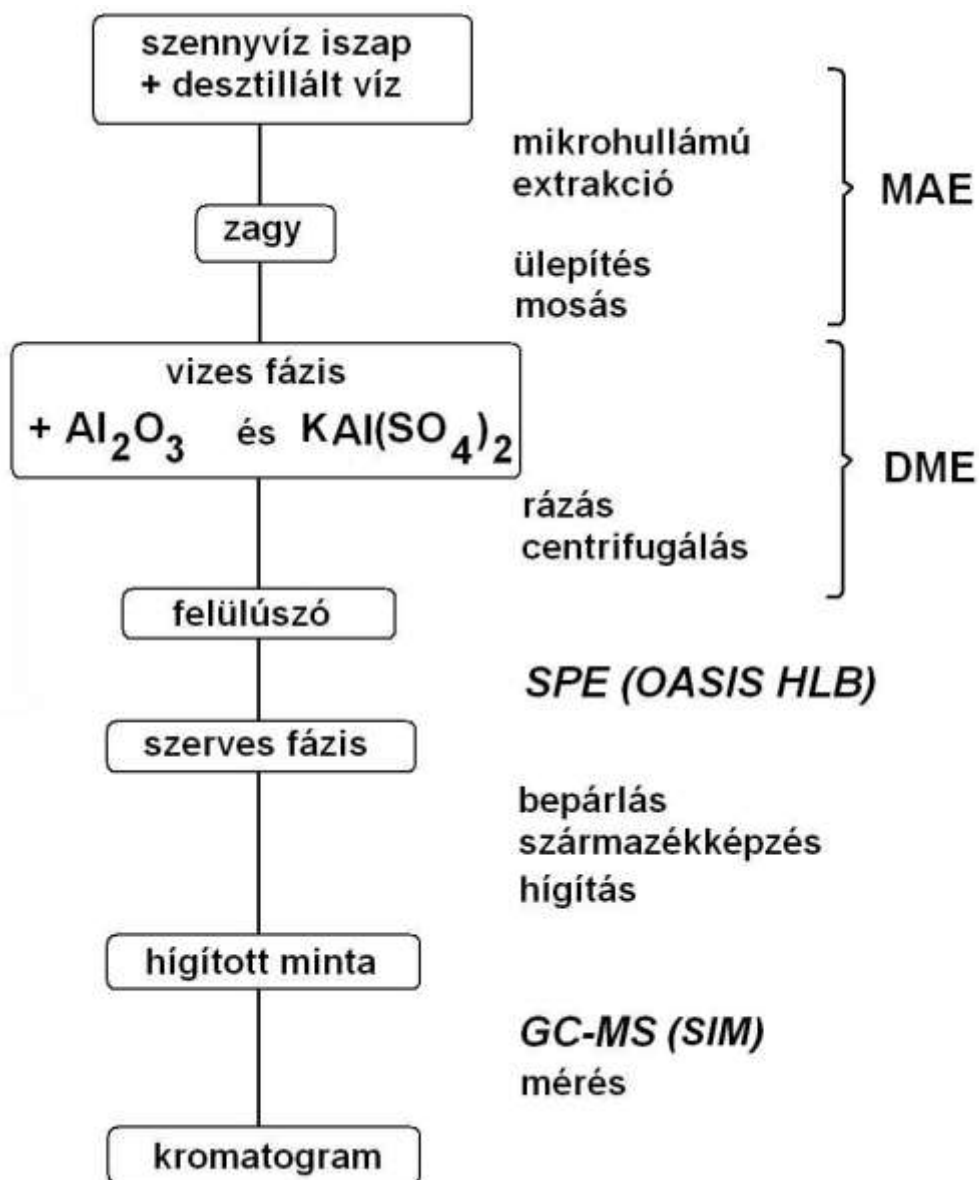 szennyvíz iszap
+ desztillált víz
mikrohullámú
extrakció
MAE
zagy
ülepítés
mosás
vizes fázis
+ Al₂O₃ és KAl(SO₄)₂
DME
rázás
centrifugálás
felülúszó
SPE (OASIS HLB)
szerves fázis
bepárlás
származékképzés
hígítás
hígított minta
GC-MS (SIM)
mérés
kromatogram